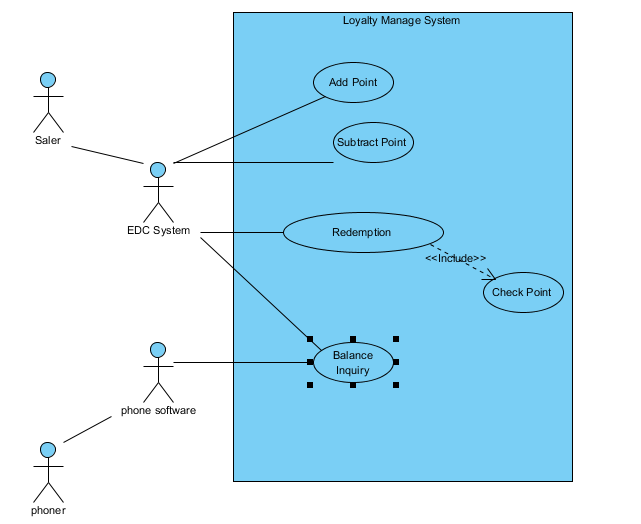 Loyalty Manage System
Add Point
Saler
Subtract Point
EDC System
Redemption
<<Include>>
Check Point
Balance
Inquiry
phone software
phoner